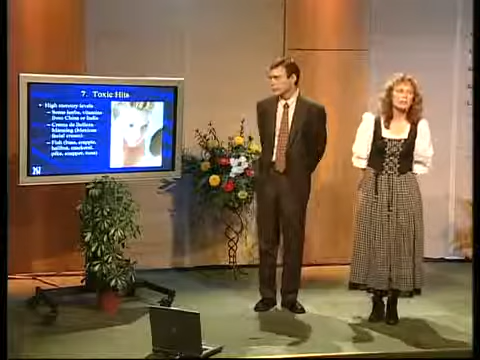 7. Toxic Hits
• High mercury levels
– Some herbs, vitamins from China or India
– Crema de Belleza Manning (Mexican facial cream)
– Fish (bass, crappie, halibut, mackerel, pike, snapper, tuna)